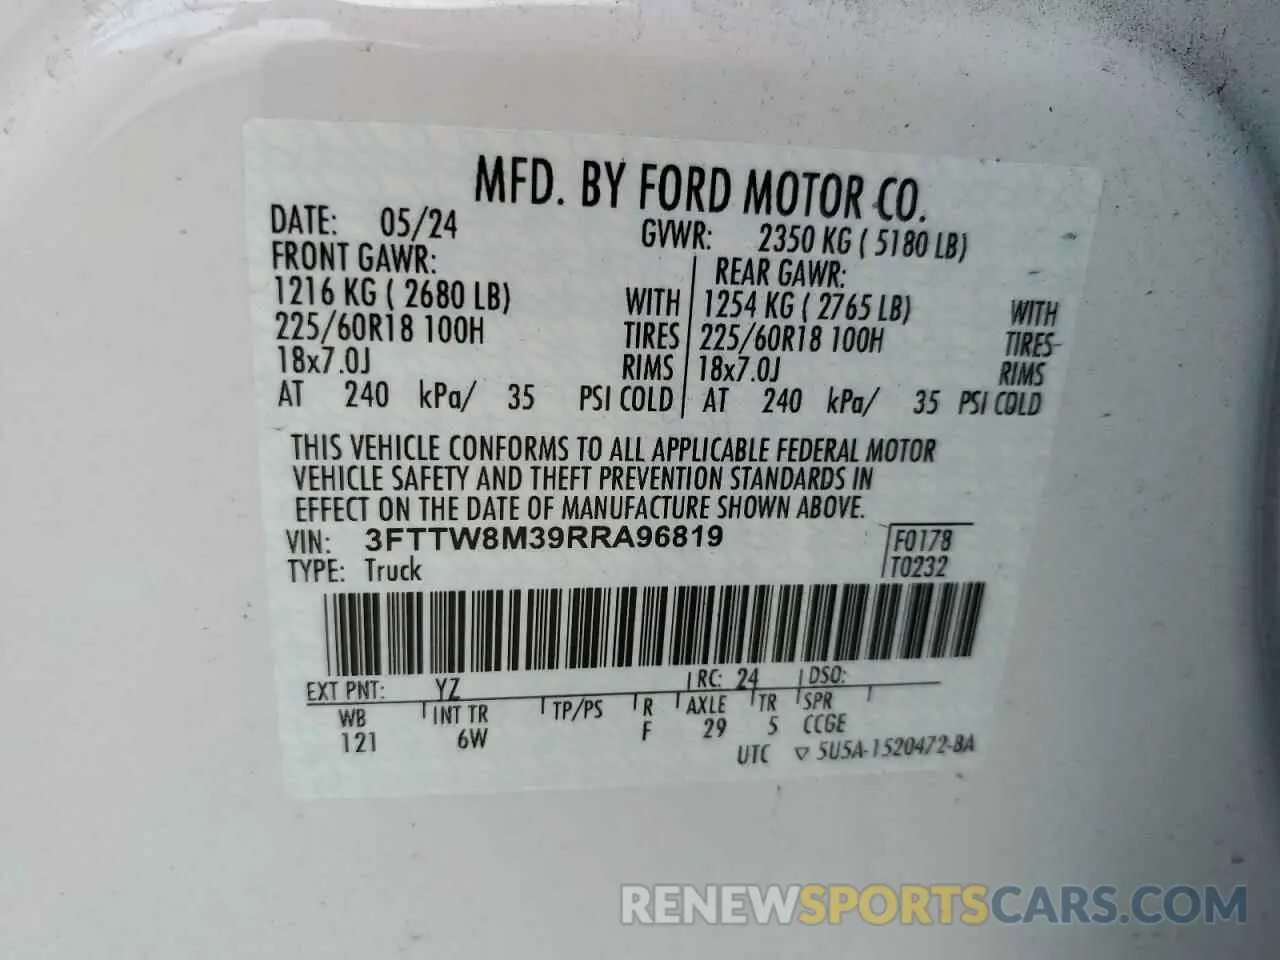 MFD. BY FORD MOTOR CO.
DATE: 05/24 GVWR: 2350 KG ( 5180 LB)
FRONT GAWR: REAR GAWR:
1216 KG ( 2680 LB) WITH 1254 KG ( 2765 LB) WITH
225/60R18 100H TIRES 225/60R18 100H TIRES
18x7.0J RIMS 18x7.0J RIMS
AT 240 kPa/ 35 PSI COLD AT 240 kPa/ 35 PSI COLD
THIS VEHICLE CONFORMS TO ALL APPLICABLE FEDERAL MOTOR
VEHICLE SAFETY AND THEFT PREVENTION STANDARDS IN
EFFECT ON THE DATE OF MANUFACTURE SHOWN ABOVE.
VIN: 3FTTW8M39RRA96819 F0178
TYPE: Truck T0232
EXT PNT: YZ RC: 24 DSO:
WB INT TR TP/PS R AXLE TR SPR
121 6W F 29 5 CCGE
UTC ▽ 5U5A-1520472-BA
RENEWSPORTSCARS.COM